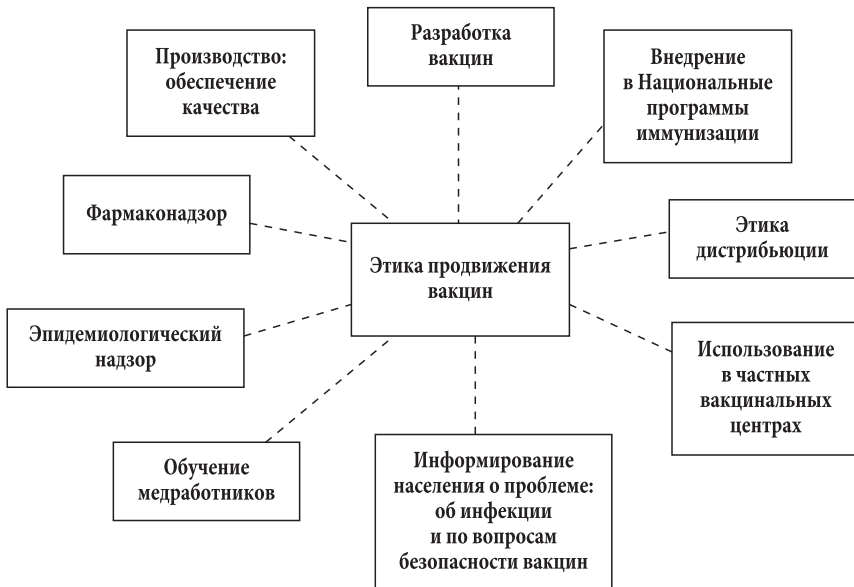 Разработка
вакцин
Производство:
обеспечение
качества
Внедрение
в Национальные
программы
иммунизации
Фармаконадзор
Этика
дистрибьюции
Этика продвижения
вакцин
Эпидемиологический
надзор
Использование
в частных
вакцинальных
центрах
Обучение
медработников
Информирование
населения о проблеме:
об инфекции
и по вопросам
безопасности вакцин